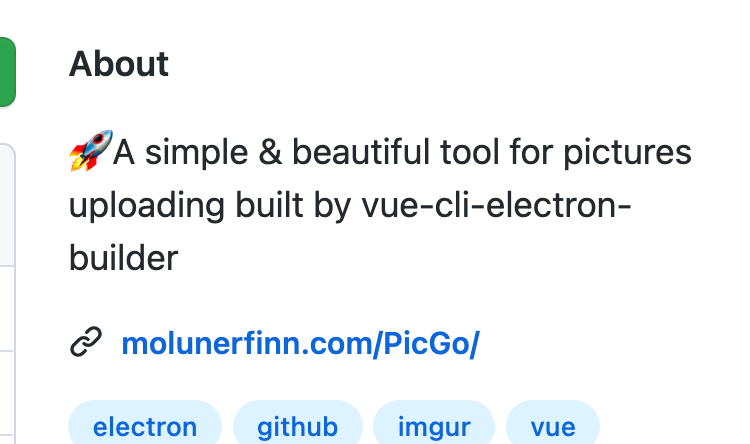 About
🚀A simple & beautiful tool for pictures
uploading built by vue-cli-electron-
builder
molunerfinn.com/PicGo/
electron github imgur vue